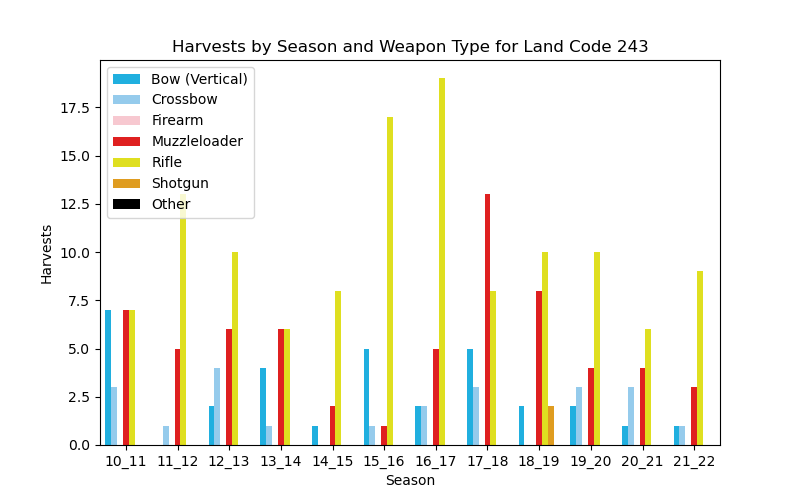 Harvests by Season and Weapon Type for Land Code 243
Bow (Vertical)
Crossbow
Firearm
Muzzleloader
Rifle
Shotgun
Other
17.5
15.0
12.5
10.0
7.5
5.0
2.5
0.0
Harvests
10_11 11_12 12_13 13_14 14_15 15_16 16_17 17_18 18_19 19_20 20_21 21_22
Season